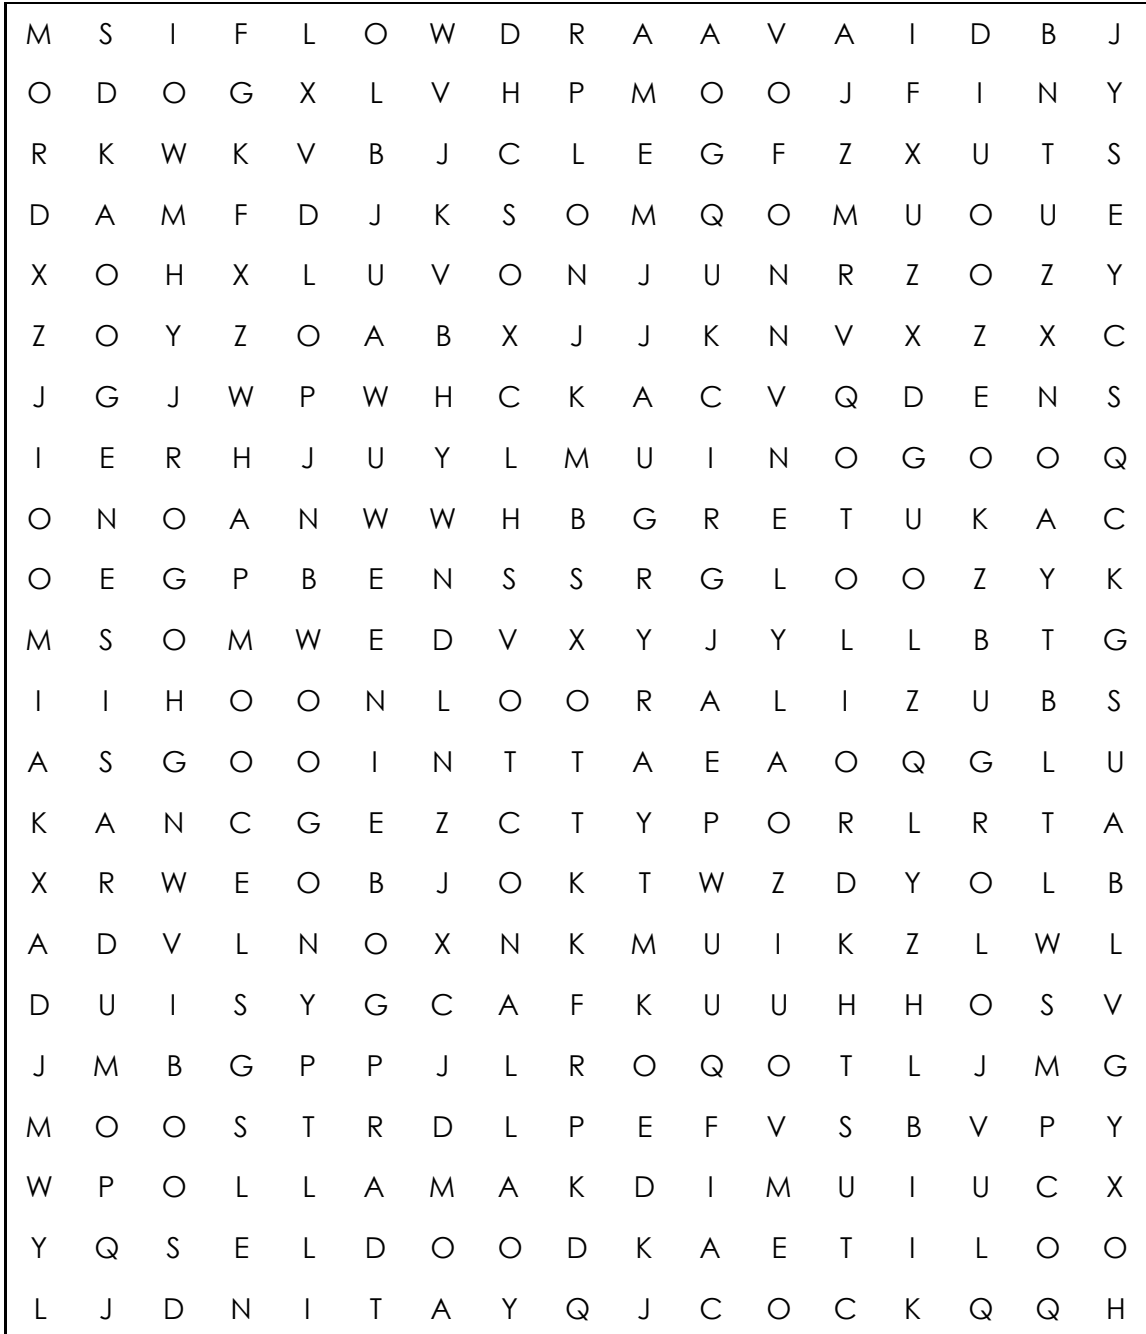 M S I F L O W D R A A V A I D B J
O D O G X L V H P M O O J F I N Y
R K W K V B J C L E G F Z X U T S
D A M F D J K S O M Q O M U O U E
X O H X L U V O N J U N R Z O Z Y
Z O Y Z O A B X J J K N V X Z X C
J G J W P W H C K A C V Q D E N S
I E R H J U Y L M U I N O G O O Q
O N O A N W W H B G R E T U K A C
O E G P B E N S S R G L O O Z Y K
M S O M W E D V X Y J Y L L B T G
I I H O O N L O O R A L I Z U B S
A S G O O I N T T A E A O Q G L U
K A N C G E Z C T Y P O R L R T A
X R W E O B J O K T W Z D Y O L B
A D V L N O X N K M U I K Z L W L
D U I S Y G C A F K U U H H O S V
J M B G P P J L R O Q O T L J M G
M O O S T R D L P E F V S B V P Y
W P O L L A M A K D I M U I U C X
Y Q S E L D O O D K A E T I L O O
L J D N I T A Y Q J C O C K Q Q H